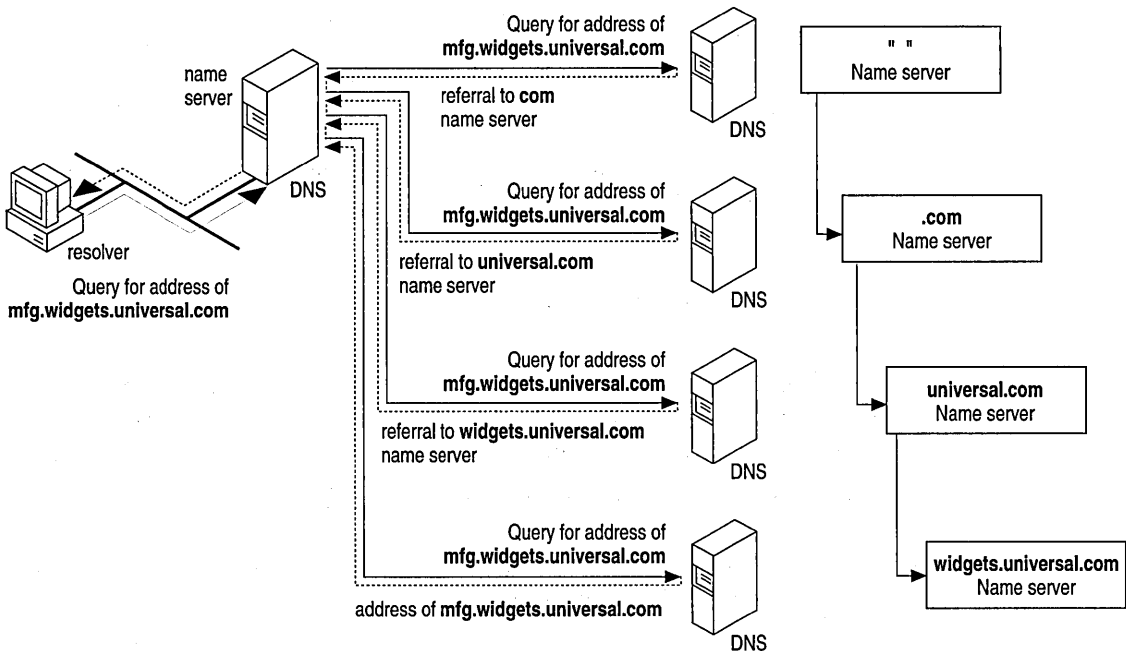 Query for address of
mfg.widgets.universal.com
name
server
" "
Name server
referral to com
name server
DNS
DNS
Query for address of
mfg.widgets.universal.com
.com
Name server
resolver
referral to universal.com
name server
Query for address of
mfg.widgets.universal.com
DNS
Query for address of
mfg.widgets.universal.com
universal.com
Name server
referral to widgets.universal.com
name server
DNS
Query for address of
mfg.widgets.universal.com
widgets.universal.com
Name server
address of mfg.widgets.universal.com
DNS